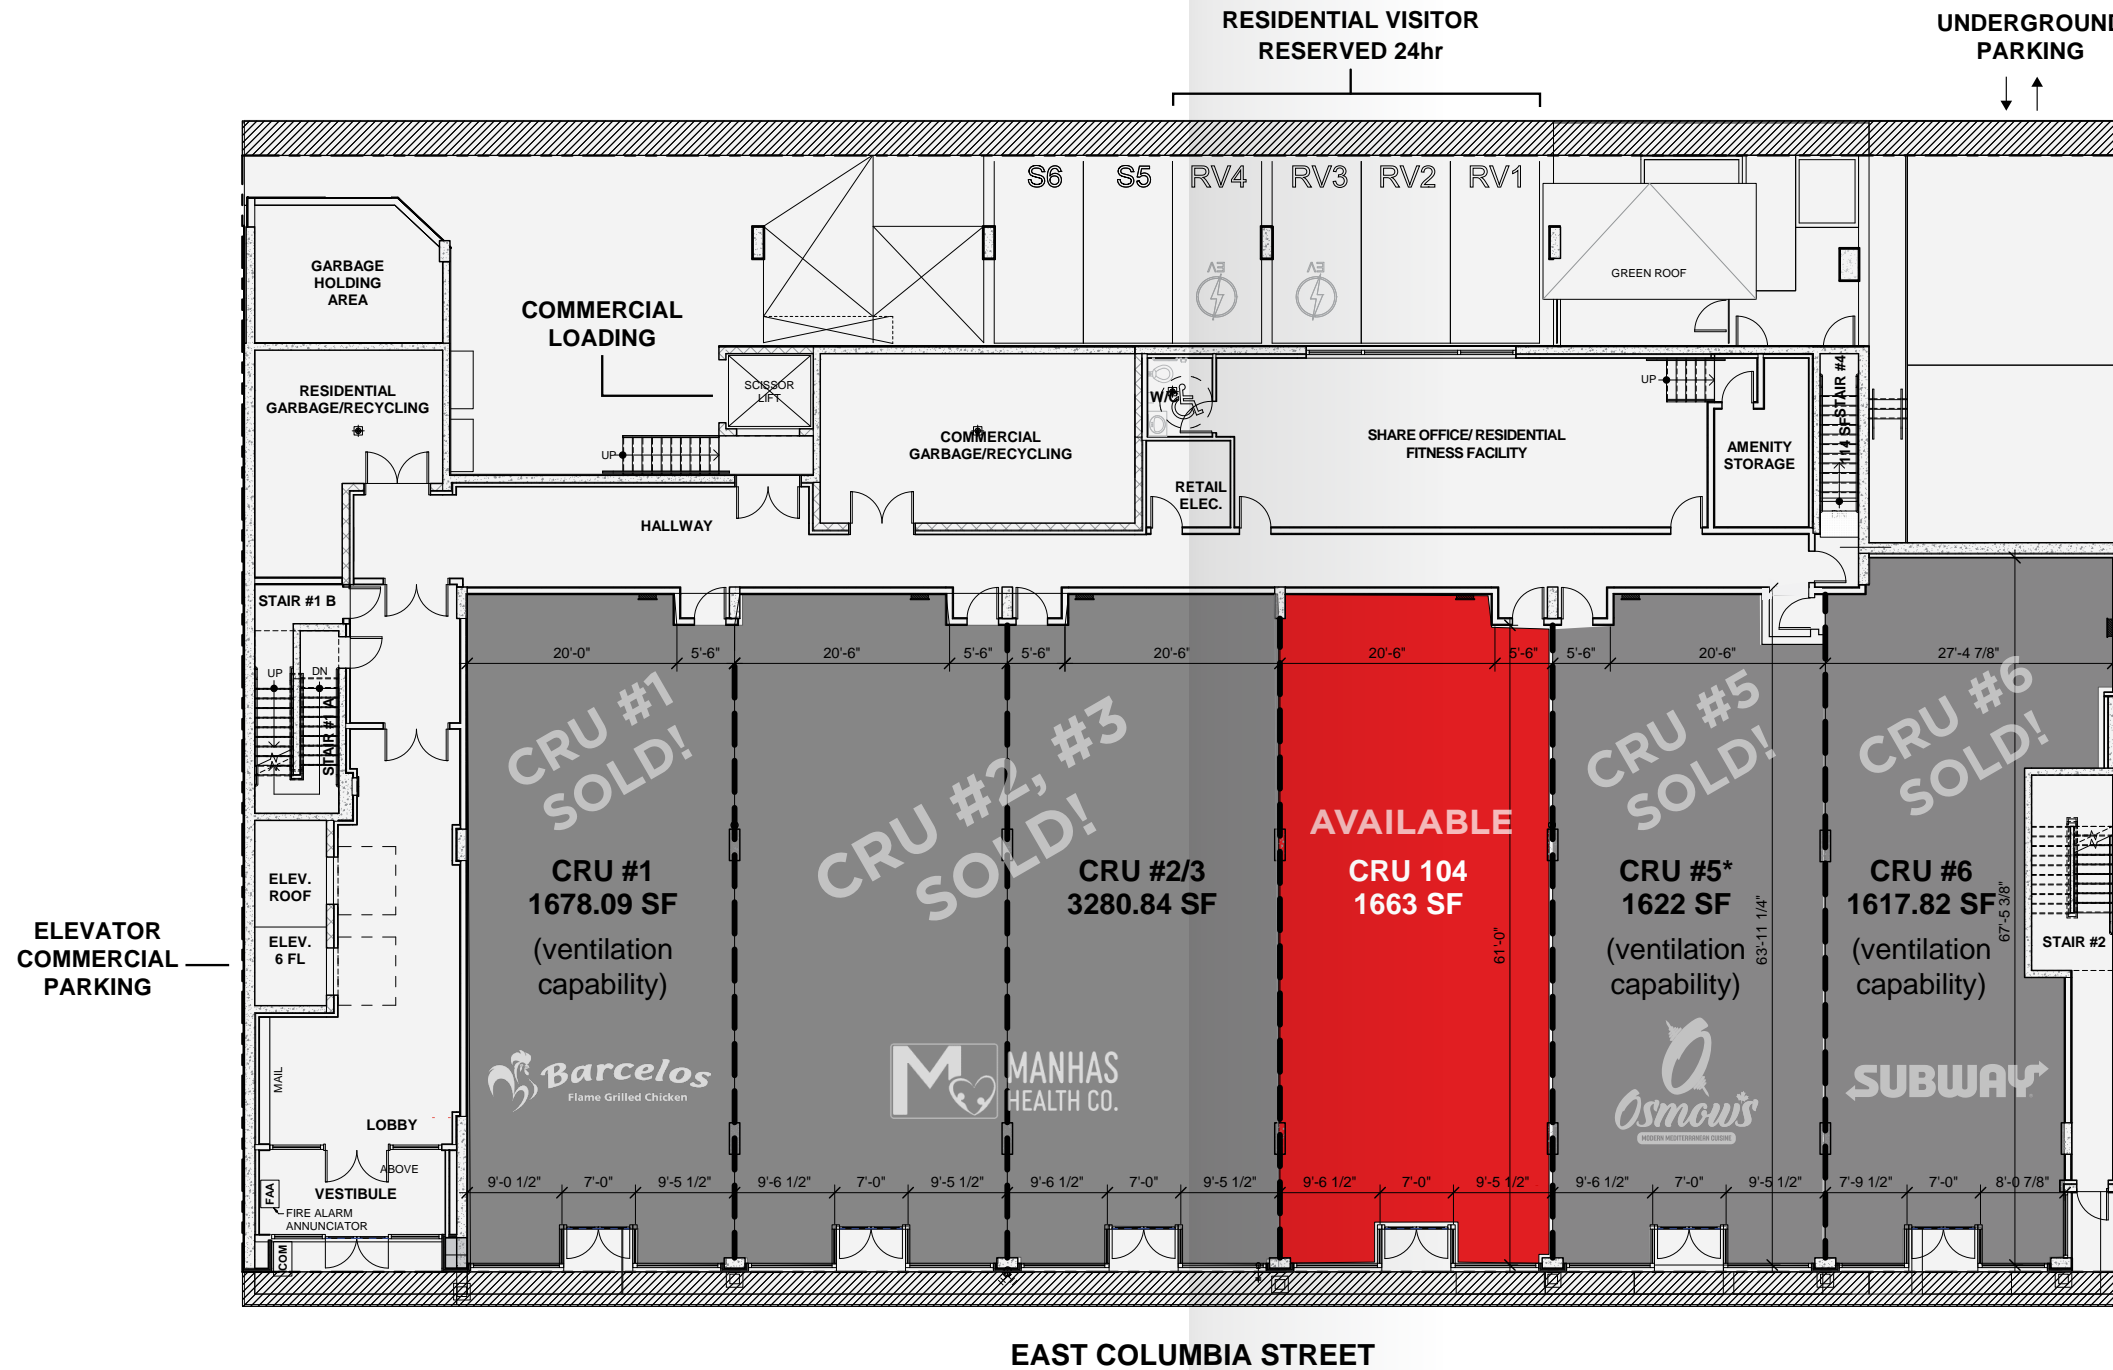 RESIDENTIAL VISITOR
RESERVED 24hr
UNDERGROUND
PARKING
S6
S5
RV4
RV3
RV2
RV1
EV
EV
GREEN ROOF
GARBAGE
HOLDING
AREA
COMMERCIAL
LOADING
SCISSOR
LIFT
RESIDENTIAL
GARBAGE/RECYCLING
UP
COMMERCIAL
GARBAGE/RECYCLING
W/C
RETAIL
ELEC.
SHARE OFFICE/ RESIDENTIAL
FITNESS FACILITY
UP
AMENITY
STORAGE
STAIR #4
114 SF
HALLWAY
STAIR #1 B
UP
DN
STAIR #1 A
20'-0"
5'-6"
20'-6"
5'-6"
5'-6"
20'-6"
20'-6"
5'-6"
5'-6"
20'-6"
27'-4 7/8"
CRU #1
SOLD!
CRU #2, #3
SOLD!
CRU #5
SOLD!
CRU #6
SOLD!
AVAILABLE
CRU #1
1678.09 SF
(ventilation
capability)
CRU #2/3
3280.84 SF
CRU 104
1663 SF
61'-0"
CRU #5*
1622 SF
(ventilation
capability)
63'-11 1/4"
CRU #6
1617.82 SF
(ventilation
capability)
67'-5 3/8"
STAIR #2
ELEV.
ROOF
ELEV.
6 FL
ELEVATOR
COMMERCIAL
PARKING
MAIL
LOBBY
Barcelos
Flame Grilled Chicken
M
MANHAS
HEALTH CO.
OSMOW'S
MODERN MEDITERRANEAN CUISINE
SUBWAY
ABOVE
VESTIBULE
FAA
FIRE ALARM
ANNUNCIATOR
COM
9'-0 1/2"
7'-0"
9'-5 1/2"
9'-6 1/2"
7'-0"
9'-5 1/2"
9'-6 1/2"
7'-0"
9'-5 1/2"
9'-6 1/2"
7'-0"
9'-5 1/2"
9'-6 1/2"
7'-0"
9'-5 1/2"
7'-9 1/2"
7'-0"
8'-0 7/8"
EAST COLUMBIA STREET